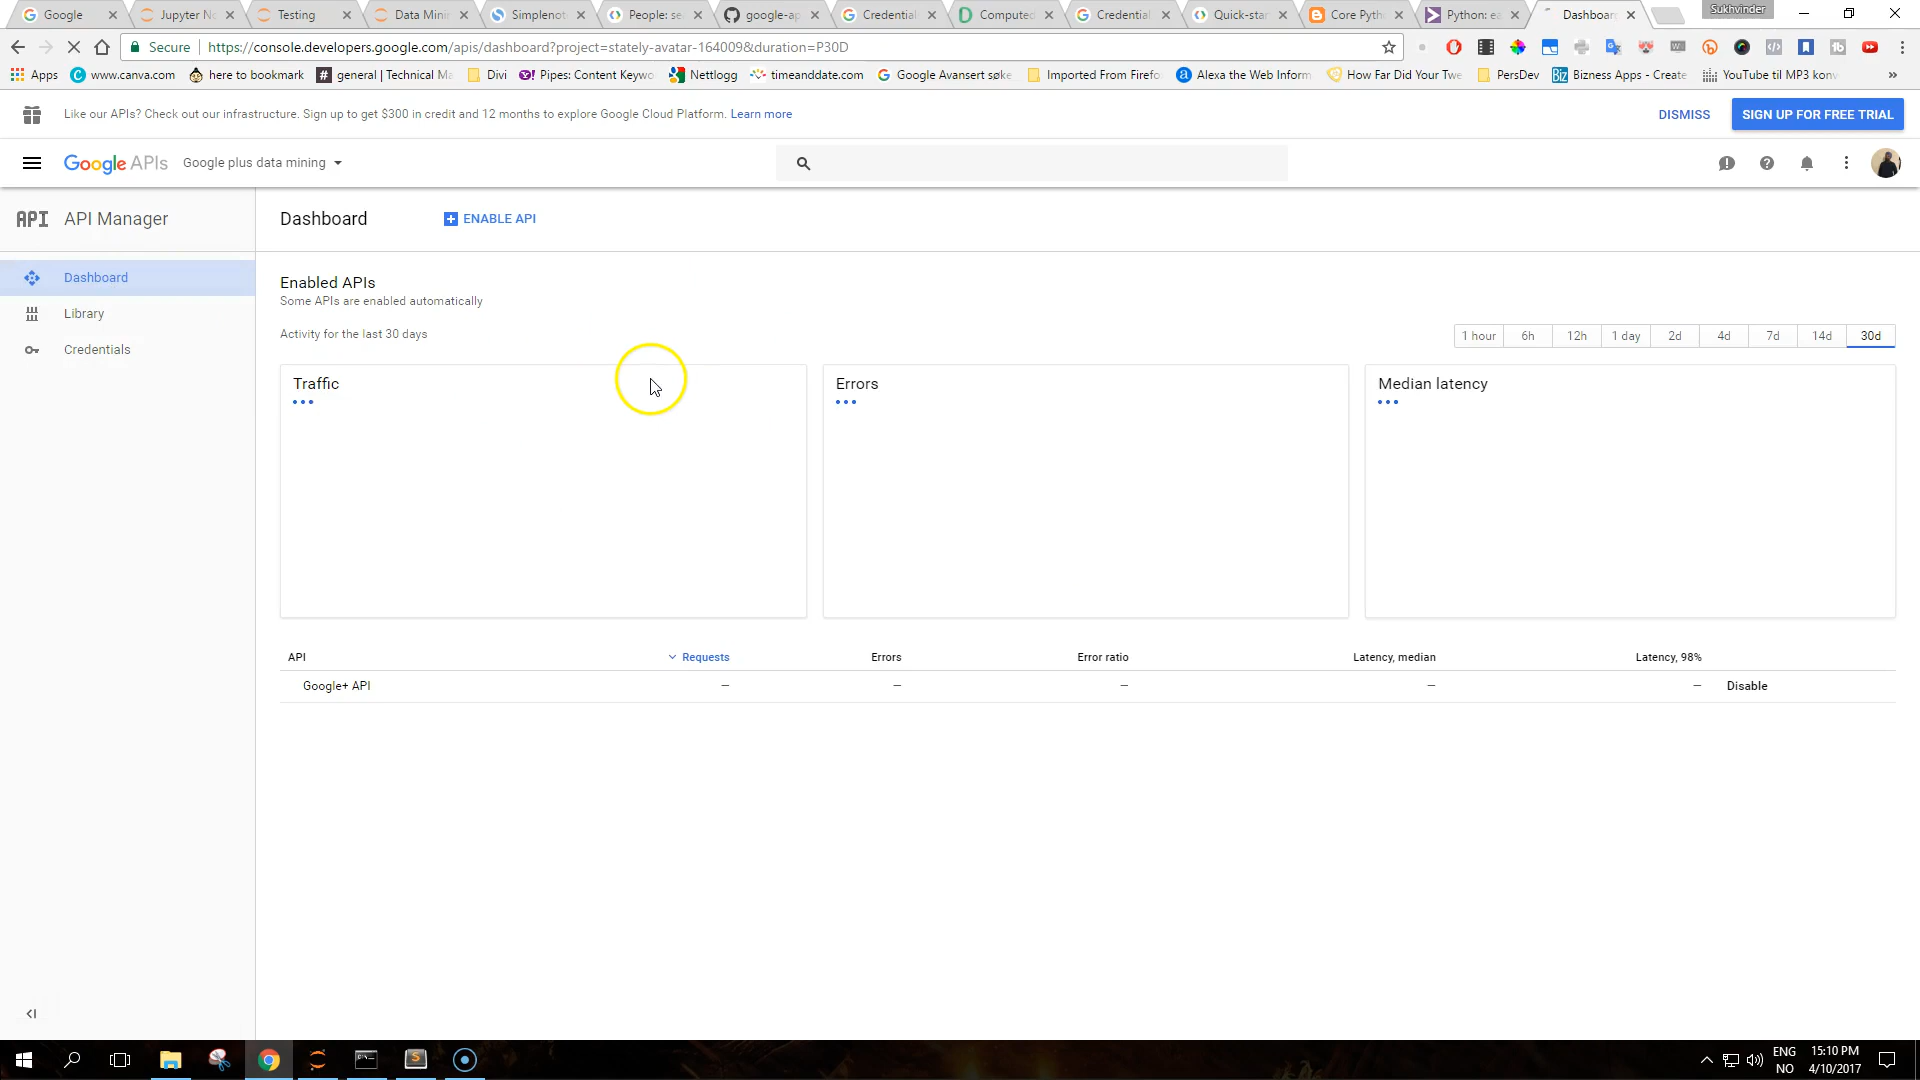 Google
Jupyter N
Testing
Data Mini
Simplenot
People: se
google-ap
Credential
Computed
Credential
Quick-star
Core Pyth
Python: ea
Dashboar
Sukhvinder
Secure
https://console.developers.google.com/apis/dashboard?project=stately-avatar-164009&duration=P30D
Apps
www.canva.com
here to bookmark
general | Technical Ma
Divi
Pipes: Content Keywo
Nettlogg
timeanddate.com
Google Avansert søke
Imported From Firefo
Alexa the Web Inform
How Far Did Your Twe
PersDev
Biz
Bizness Apps - Create
YouTube til MP3 konv
Like our APIs? Check out our infrastructure. Sign up to get $300 in credit and 12 months to explore Google Cloud Platform. Learn more
DISMISS
SIGN UP FOR FREE TRIAL
Google APIs
Google plus data mining
API
API Manager
Dashboard
ENABLE API
Dashboard
Library
Credentials
Enabled APIs
Some APIs are enabled automatically
Activity for the last 30 days
1 hour 6h 12h 1 day 2d 4d 7d 14d 30d
Traffic
Errors
Median latency
API Requests Errors Error ratio Latency, median Latency, 98%
Google+ API – – – – – Disable
ENG
NO
15:10 PM
4/10/2017